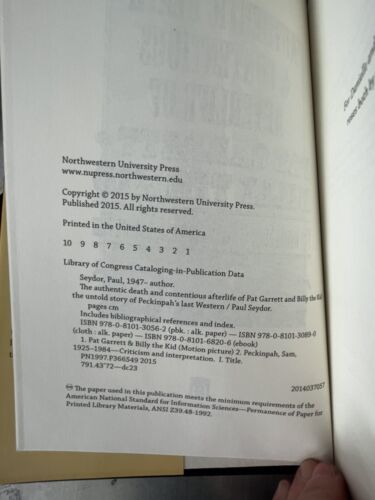 Northwestern University Press
www.nupress.northwestern.edu
Copyright © 2015 by Northwestern University Press.
Published 2015. All rights reserved.
Printed in the United States of America
10 9 8 7 6 5 4 3 2 1
Library of Congress Cataloging-in-Publication Data
Seydor, Paul, 1947– author.
The authentic death and contentious afterlife of Pat Garrett and Billy the Kid
the untold story of Peckinpah's last Western / Paul Seydor.
pages cm
Includes bibliographical references and index.
ISBN 978-0-8101-3056-2 (pbk. : alk. paper) — ISBN 978-0-8101-3089-0
(cloth : alk. paper) — ISBN 978-0-8101-6820-6 (ebook)
1. Pat Garrett & Billy the Kid (Motion picture) 2. Peckinpah, Sam,
1925–1984—Criticism and interpretation. I. Title.
PN1997.P366549 2015
791.43'72—dc23
2014037057
The paper used in this publication meets the minimum requirements of the
American National Standard for Information Sciences—Permanence of Paper for
Printed Library Materials, ANSI Z39.48-1992.
For
roses both by